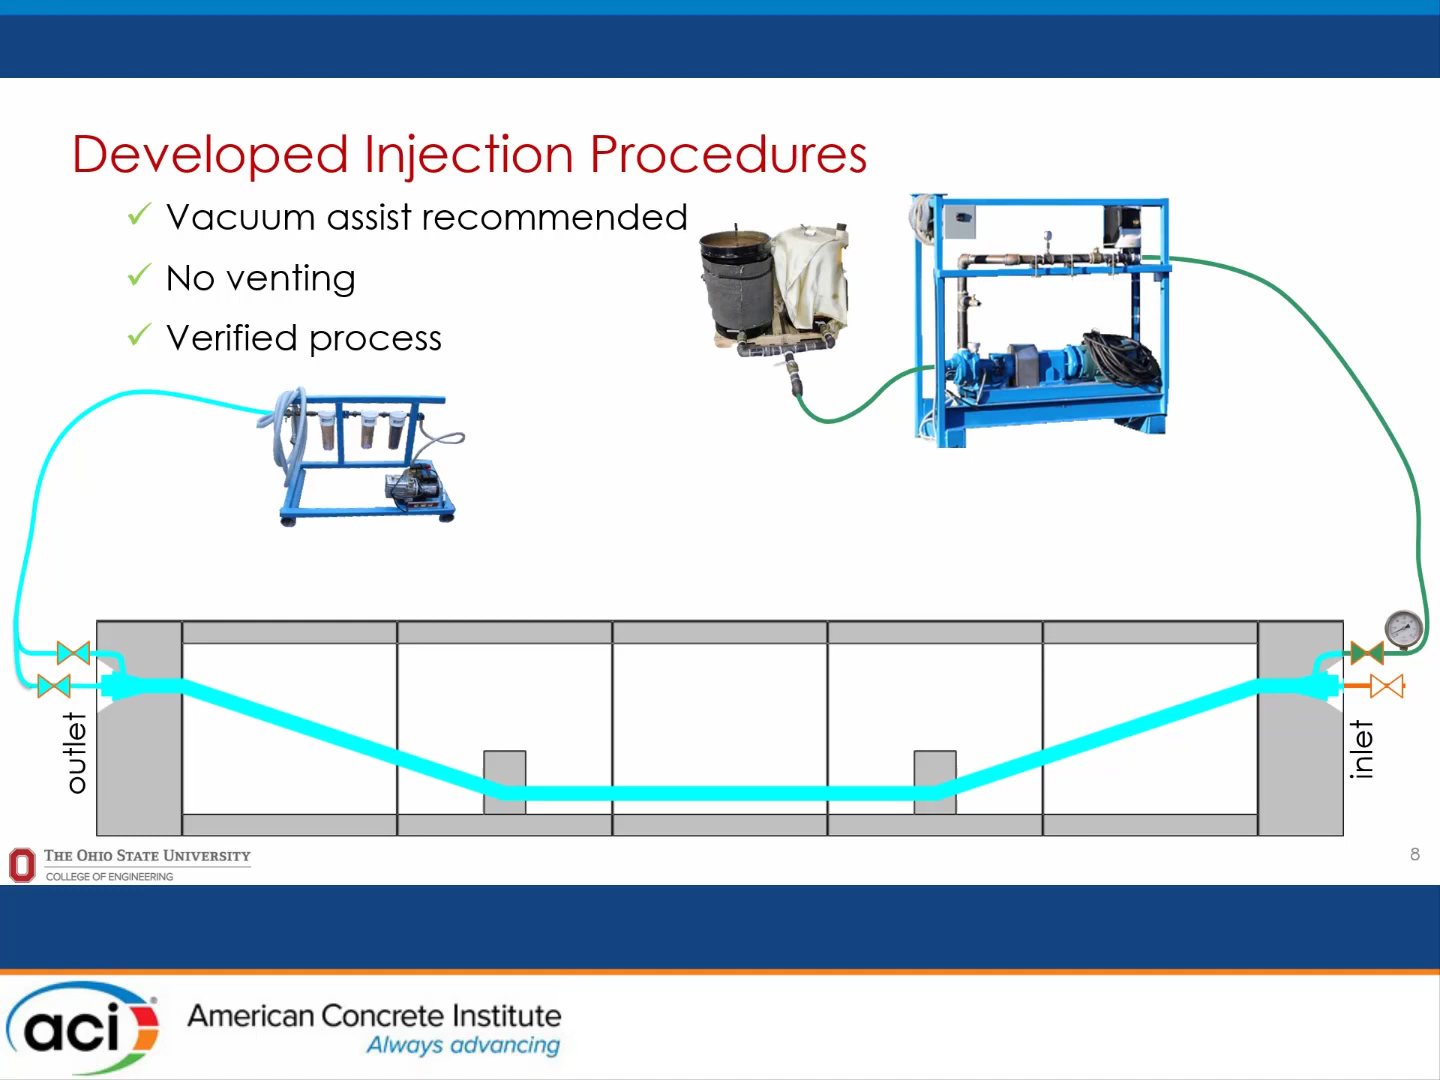 Developed Injection Procedures
✓ Vacuum assist recommended
✓ No venting
✓ Verified process
outlet
inlet
THE OHIO STATE UNIVERSITY
COLLEGE OF ENGINEERING
8
aci®
American Concrete Institute
Always advancing